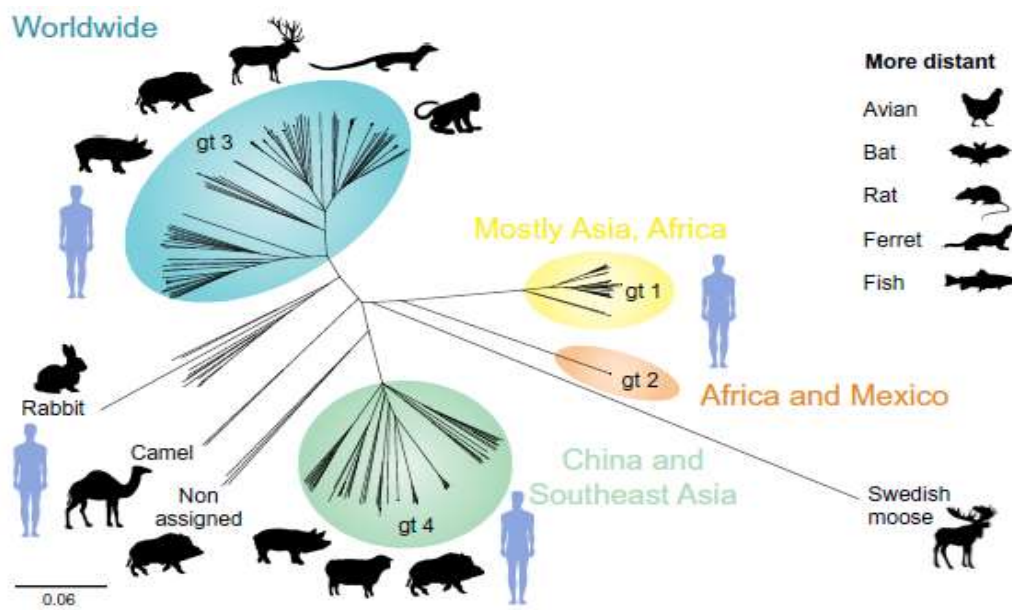 Worldwide
More distant
Avian
Bat
Rat
Ferret
Fish
gt 3
Mostly Asia, Africa
gt 1
gt 2
Africa and Mexico
Rabbit
Camel
Non
assigned
gt 4
China and
Southeast Asia
Swedish
moose
0.06